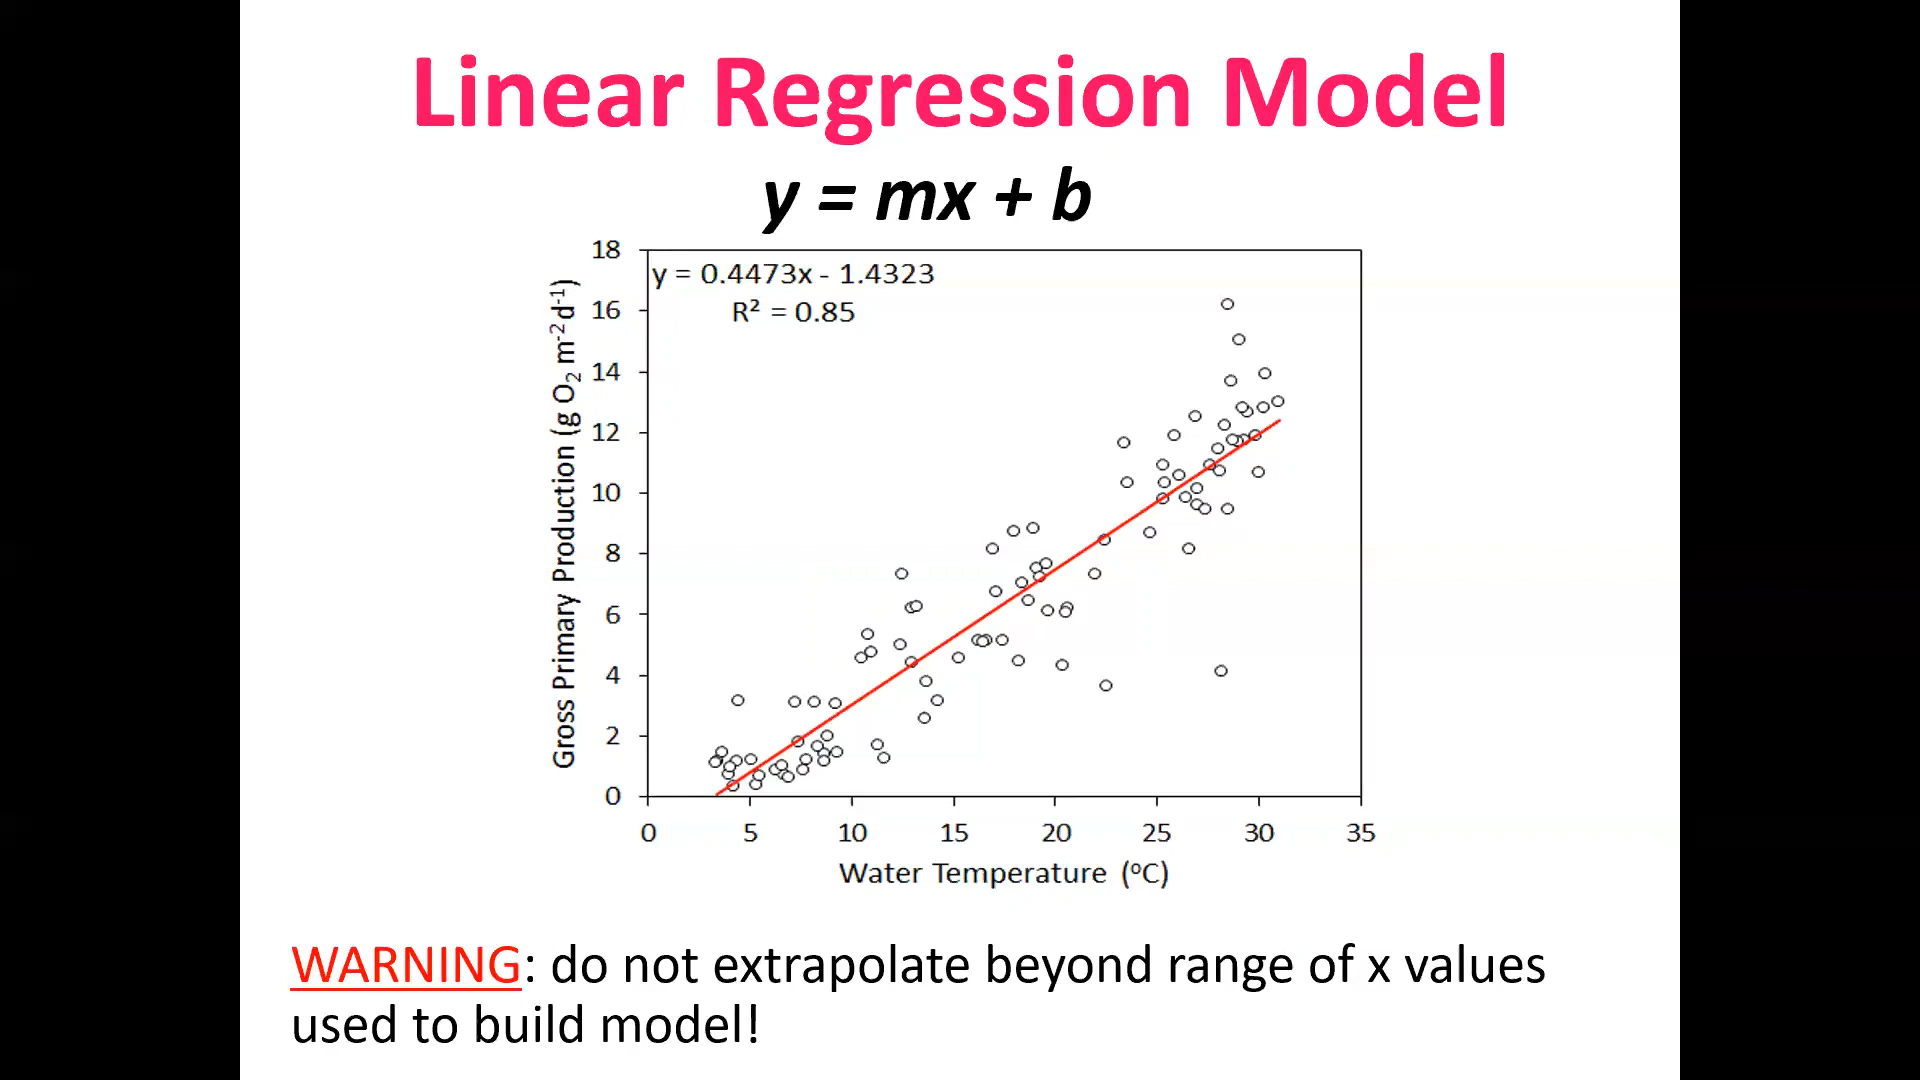 Linear Regression Model
y = mx + b
y = 0.4473x - 1.4323
R² = 0.85
Gross Primary Production (g O₂ m⁻² d⁻¹)
18
16
14
12
10
8
6
4
2
0
0 5 10 15 20 25 30 35
Water Temperature (ºC)
WARNING: do not extrapolate beyond range of x values
used to build model!